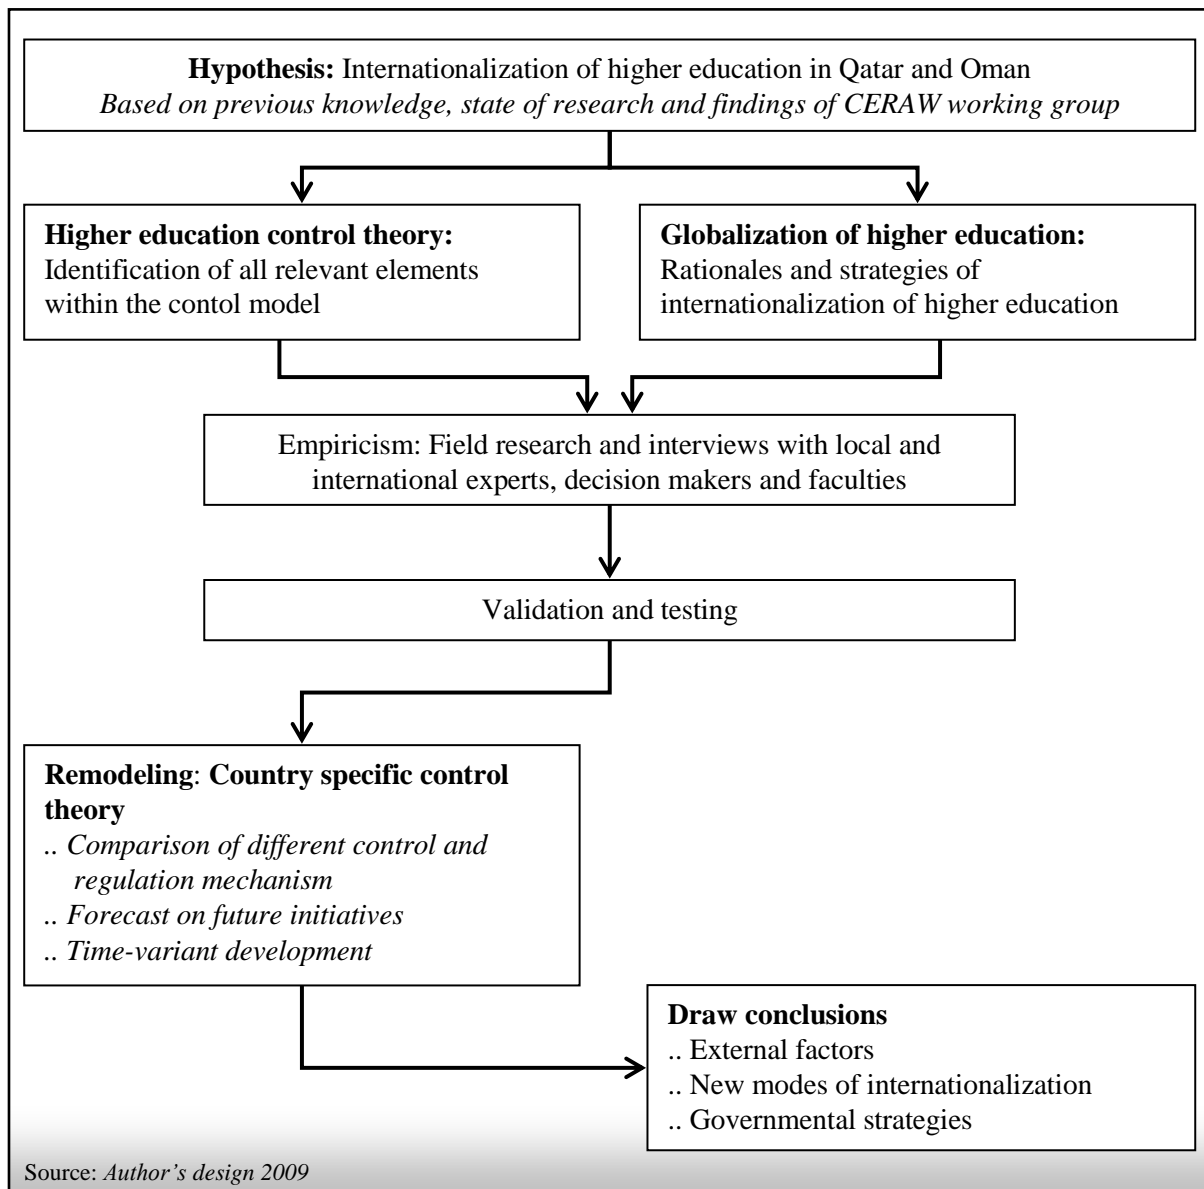 Hypothesis: Internationalization of higher education in Qatar and Oman
Based on previous knowledge, state of research and findings of CERAW working group
Higher education control theory:
Identification of all relevant elements
within the contol model
Globalization of higher education:
Rationales and strategies of
internationalization of higher education
Empiricism: Field research and interviews with local and
international experts, decision makers and faculties
Validation and testing
Remodeling: Country specific control
theory
.. Comparison of different control and
regulation mechanism
.. Forecast on future initiatives
.. Time-variant development
Draw conclusions
.. External factors
.. New modes of internationalization
.. Governmental strategies
Source: Author’s design 2009